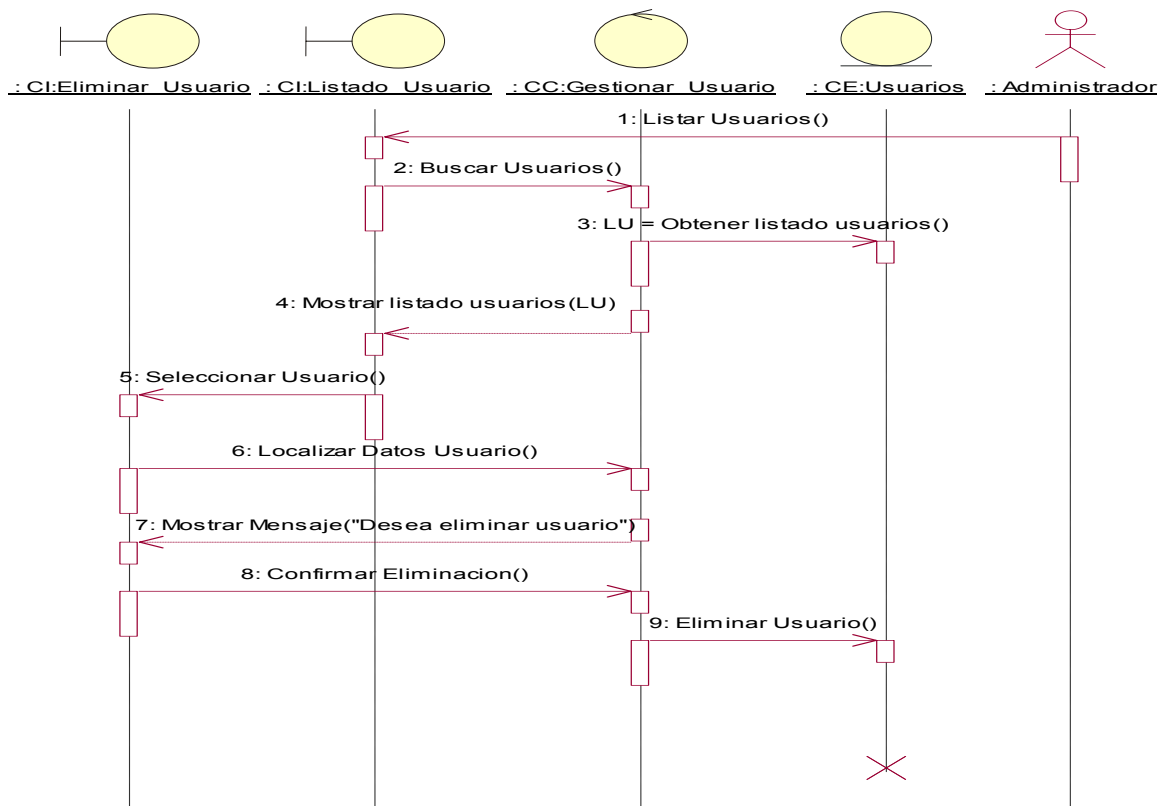 : CI:Eliminar_Usuario
: CI:Listado_Usuario
: CC:Gestionar_Usuario
: CE:Usuarios
: Administrador
1: Listar Usuarios()
2: Buscar Usuarios()
3: LU = Obtener listado usuarios()
4: Mostrar listado usuarios(LU)
5: Seleccionar Usuario()
6: Localizar Datos Usuario()
7: Mostrar Mensaje("Desea eliminar usuario")
8: Confirmar Eliminacion()
9: Eliminar Usuario()